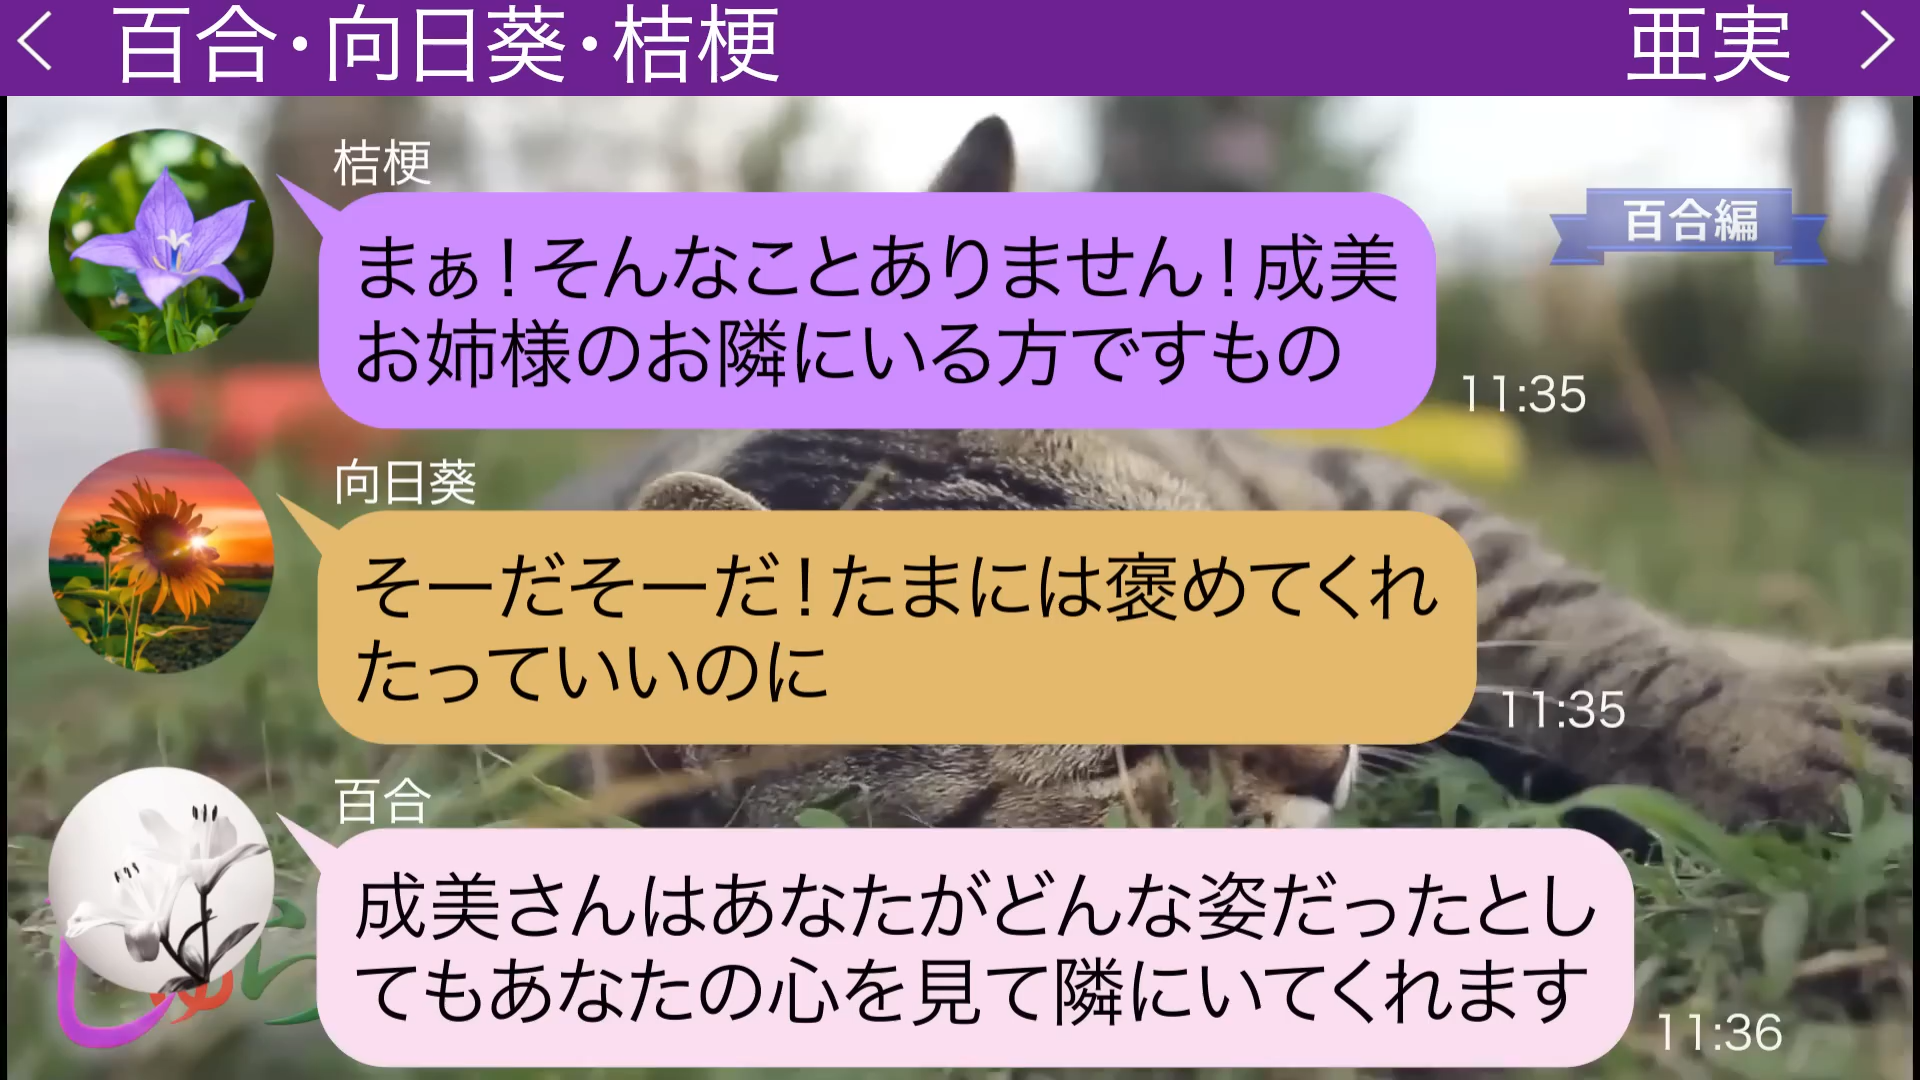 百合・向日葵・桔梗
亜実
百合編
桔梗
まぁ!そんなことありません!成美
お姉様のお隣にいる方ですもの
11:35
向日葵
そーだそーだ!たまには褒めてくれ
たっていいのに
11:35
百合
成美さんはあなたがどんな姿だったとし
てもあなたの心を見て隣にいてくれます
11:36